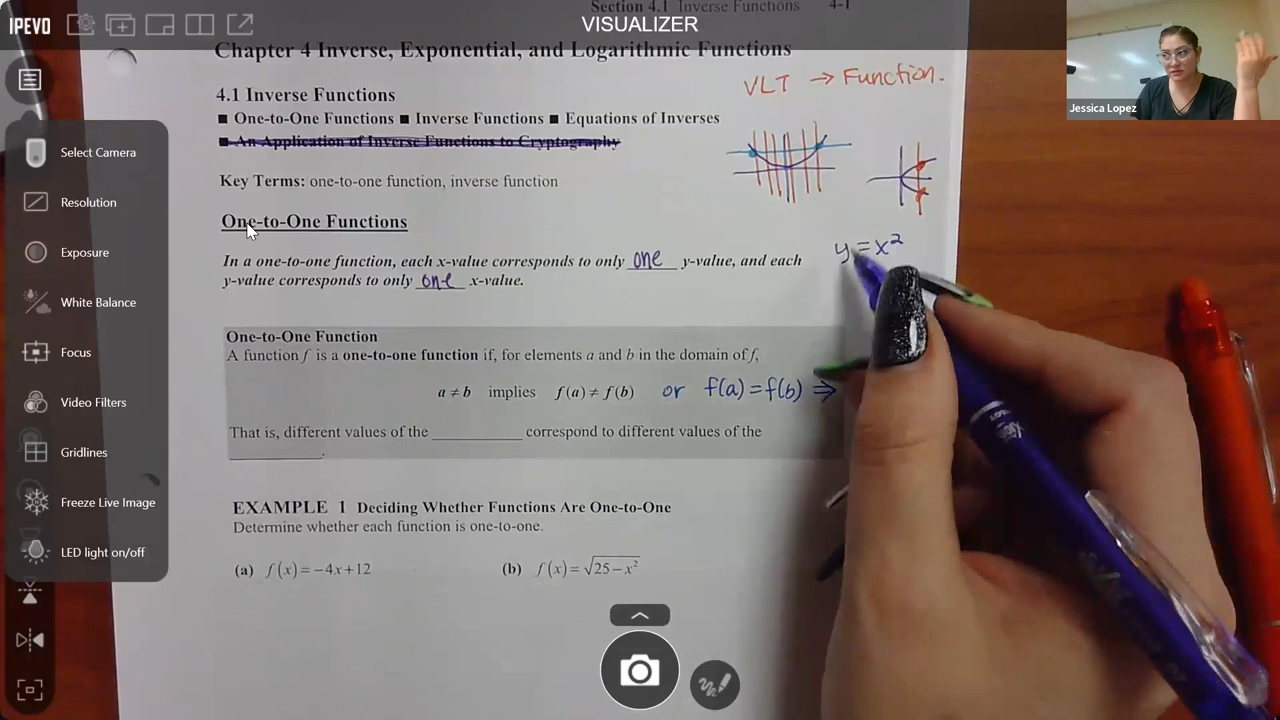 Section 4.1 Inverse Functions 4-1
IPEVO
VISUALIZER
Chapter 4 Inverse, Exponential, and Logarithmic Functions
VLT → Function.
4.1 Inverse Functions
■ One-to-One Functions ■ Inverse Functions ■ Equations of Inverses
■ An Application of Inverse Functions to Cryptography
Key Terms: one-to-one function, inverse function
One-to-One Functions
In a one-to-one function, each x-value corresponds to only one y-value, and each
y-value corresponds to only one x-value.
y = x²
One-to-One Function
A function f is a one-to-one function if, for elements a and b in the domain of f,
a ≠ b implies f(a) ≠ f(b) or f(a) = f(b) ⇒
That is, different values of the __________ correspond to different values of the
__________.
EXAMPLE 1 Deciding Whether Functions Are One-to-One
Determine whether each function is one-to-one.
(a) f(x) = −4x + 12 (b) f(x) = √25 − x²
Select Camera
Resolution
Exposure
White Balance
Focus
Video Filters
Gridlines
Freeze Live Image
LED light on/off
Jessica Lopez